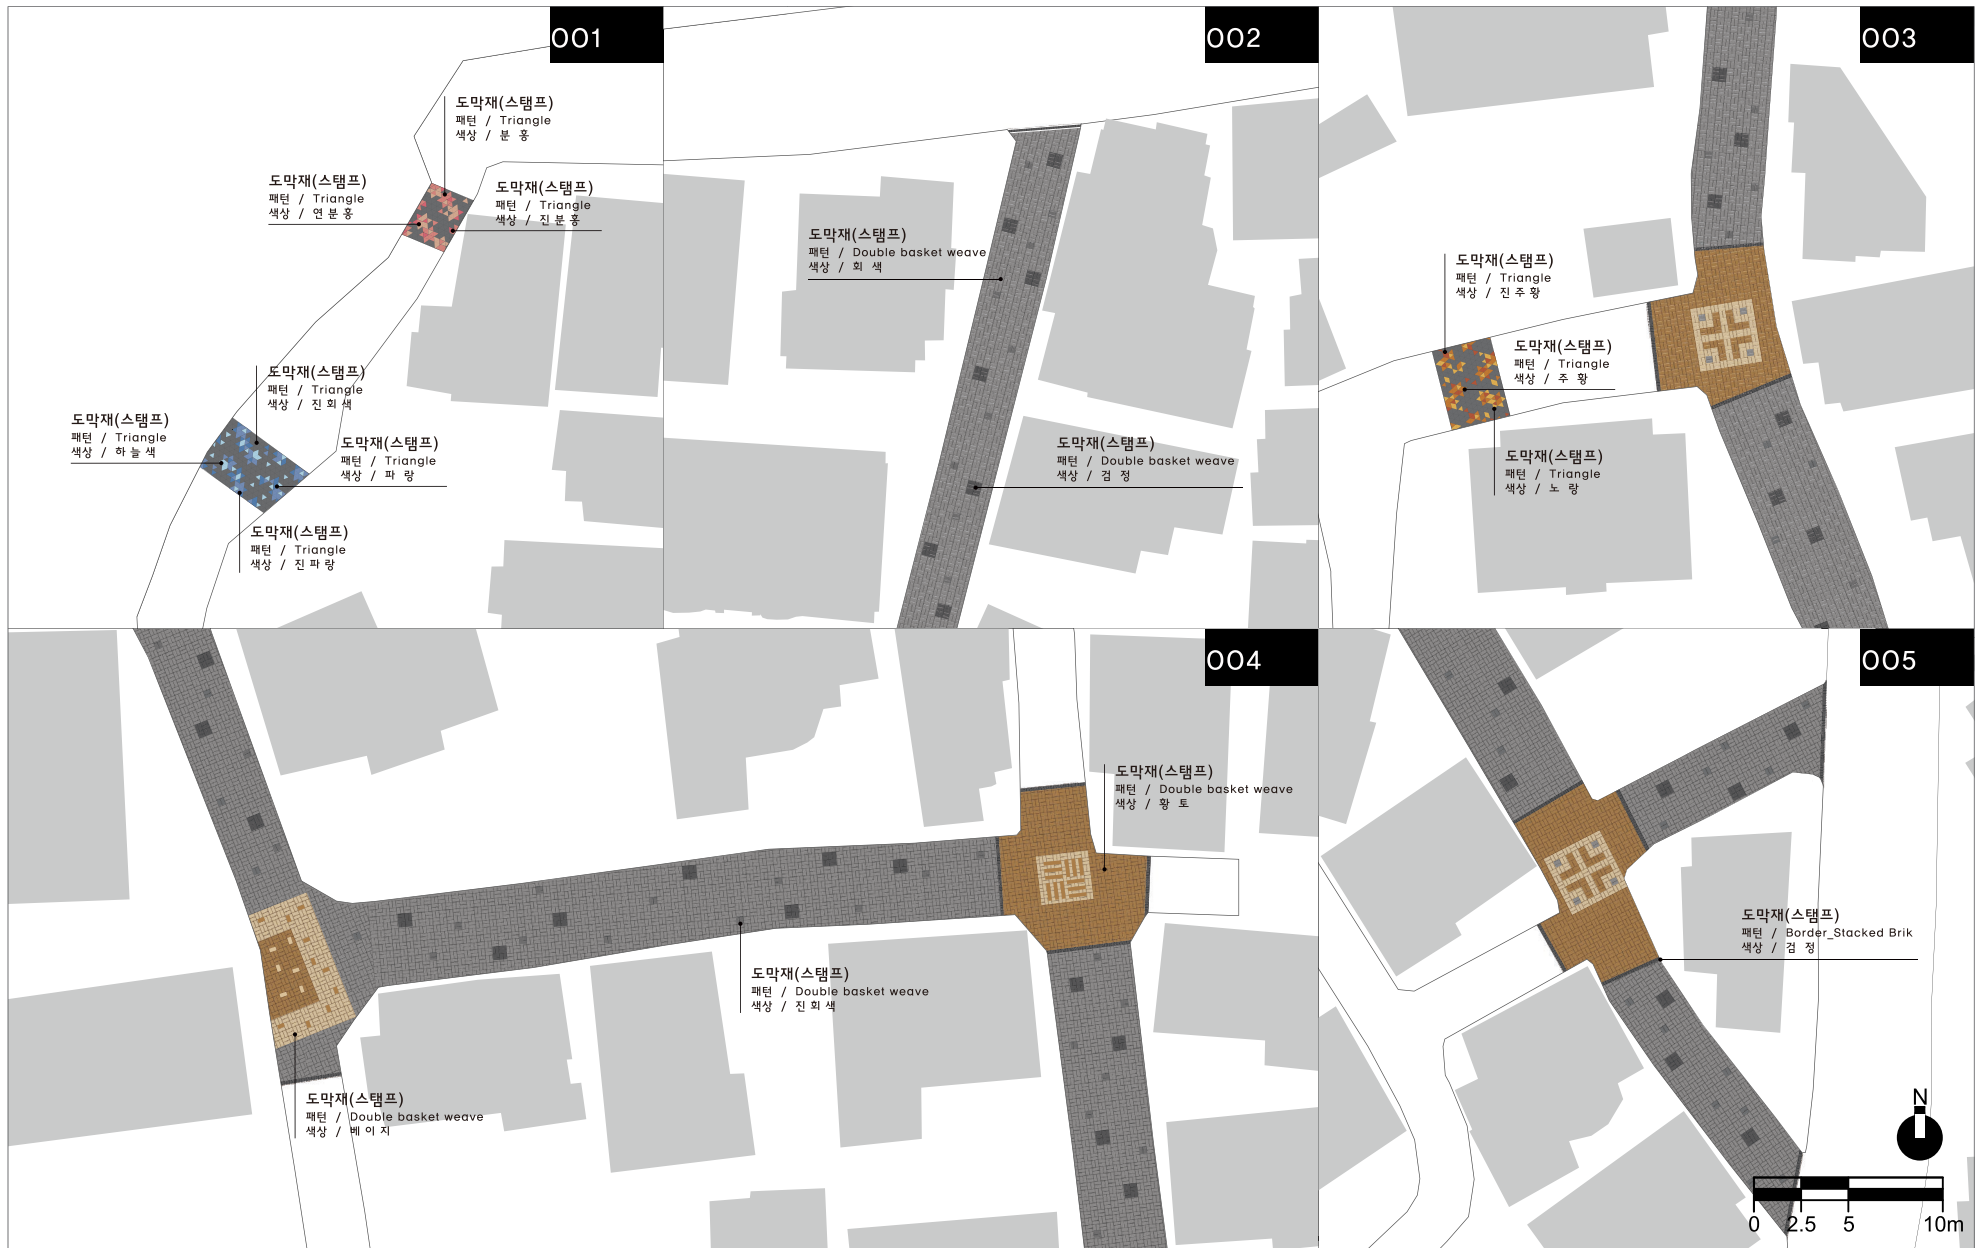 001
도막재(스탬프)
패턴 / Triangle
색상 / 분 홍
도막재(스탬프)
패턴 / Triangle
색상 / 연분홍
도막재(스탬프)
패턴 / Triangle
색상 / 진분홍
도막재(스탬프)
패턴 / Triangle
색상 / 진회색
도막재(스탬프)
패턴 / Triangle
색상 / 하늘색
도막재(스탬프)
패턴 / Triangle
색상 / 파 랑
도막재(스탬프)
패턴 / Triangle
색상 / 진파랑
002
도막재(스탬프)
패턴 / Double basket weave
색상 / 회 색
도막재(스탬프)
패턴 / Double basket weave
색상 / 검 정
003
도막재(스탬프)
패턴 / Triangle
색상 / 진주황
도막재(스탬프)
패턴 / Triangle
색상 / 주 황
도막재(스탬프)
패턴 / Triangle
색상 / 노 랑
004
도막재(스탬프)
패턴 / Double basket weave
색상 / 황 토
도막재(스탬프)
패턴 / Double basket weave
색상 / 진회색
도막재(스탬프)
패턴 / Double basket weave
색상 / 베이지
005
도막재(스탬프)
패턴 / Border_Stacked Brik
색상 / 검 정
N
0 2.5 5 10m